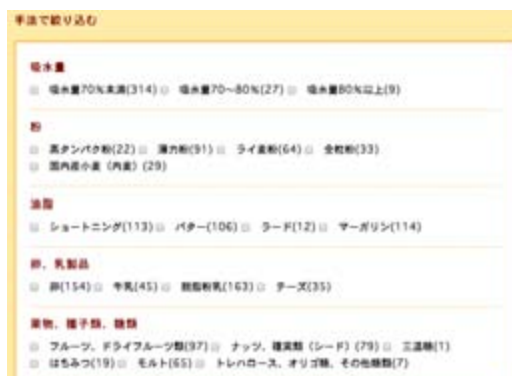 手法で絞り込む
吸水量
吸水量70%未満(314) 吸水量70～80%(27) 吸水量80%以上(9)
粉
高タンパク粉(22) 薄力粉(91) ライ麦粉(64) 全粒粉(33)
国内産小麦（内麦）(29)
油脂
ショートニング(113) バター(106) ラード(12) マーガリン(114)
卵、乳製品
卵(154) 牛乳(45) 脱脂粉乳(163) チーズ(35)
果物、種子類、糖類
フルーツ、ドライフルーツ類(97) ナッツ、種実類（シード）(79) 三温糖(1)
はちみつ(19) モルト(65) トレハロース、オリゴ糖、その他糖類(7)